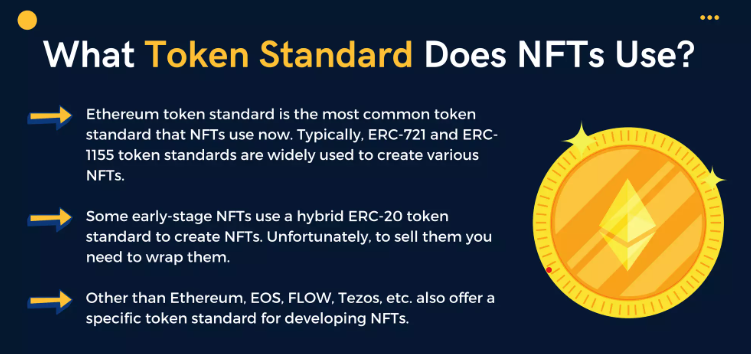 What Token Standard Does NFTs Use?
Ethereum token standard is the most common token
standard that NFTs use now. Typically, ERC-721 and ERC-
1155 token standards are widely used to create various
NFTs.
Some early-stage NFTs use a hybrid ERC-20 token
standard to create NFTs. Unfortunately, to sell them you
need to wrap them.
Other than Ethereum, EOS, FLOW, Tezos, etc. also offer a
specific token standard for developing NFTs.